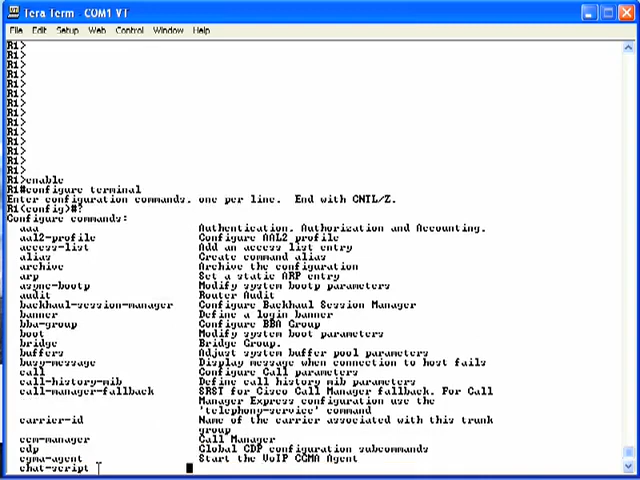 Tera Term - COM1 VT
File Edit Setup Web Control Window Help
R1>
R1>
R1>
R1>
R1>
R1>
R1>
R1>
R1>
R1>
R1>
R1>
R1>
R1>
R1>enable
R1#configure terminal
Enter configuration commands, one per line. End with CNTL/Z.
R1(config)#?
Configure commands:
aaa Authentication, Authorization and Accounting.
aal2-profile Configure AAL2 profile
access-list Add an access list entry
alias Create command alias
archive Archive the configuration
arp Set a static ARP entry
async-bootp Modify system bootp parameters
audit Router Audit
backhaul-session-manager Configure Backhaul Session Manager
banner Define a login banner
bba-group Configure BBA Group
boot Modify system boot parameters
bridge Bridge Group.
buffers Adjust system buffer pool parameters
busy-message Display message when connection to host fails
call Configure Call parameters
call-history-mib Define call history mib parameters
call-manager-fallback SRST for Cisco Call Manager fallback. For Call
Manager Express configuration use the
'telephony-service' command
carrier-id Name of the carrier associated with this trunk
group
ccm-manager Call Manager
cdp Global CDP configuration subcommands
cgma-agent Start the VoIP CGMA Agent
chat-script